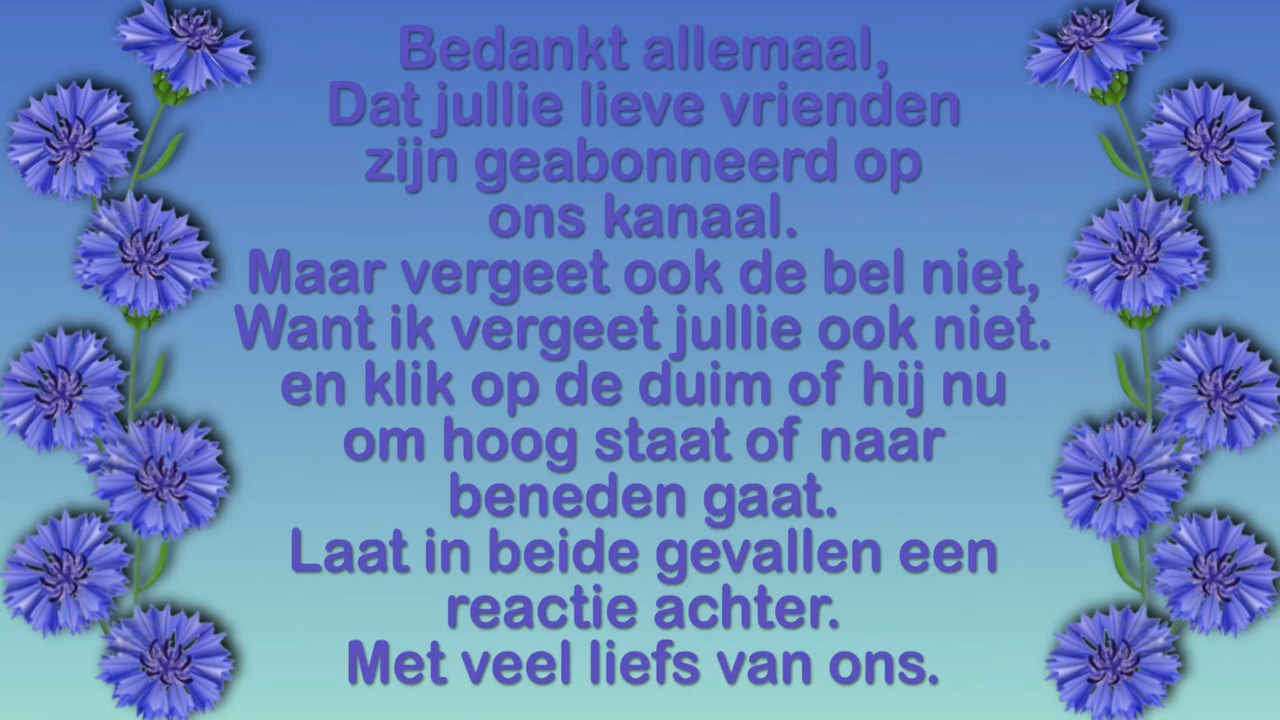 Bedankt allemaal,
Dat jullie lieve vrienden
zijn geabonneerd op
ons kanaal.
Maar vergeet ook de bel niet,
Want ik vergeet jullie ook niet.
en klik op de duim of hij nu
om hoog staat of naar
beneden gaat.
Laat in beide gevallen een
reactie achter.
Met veel liefs van ons.